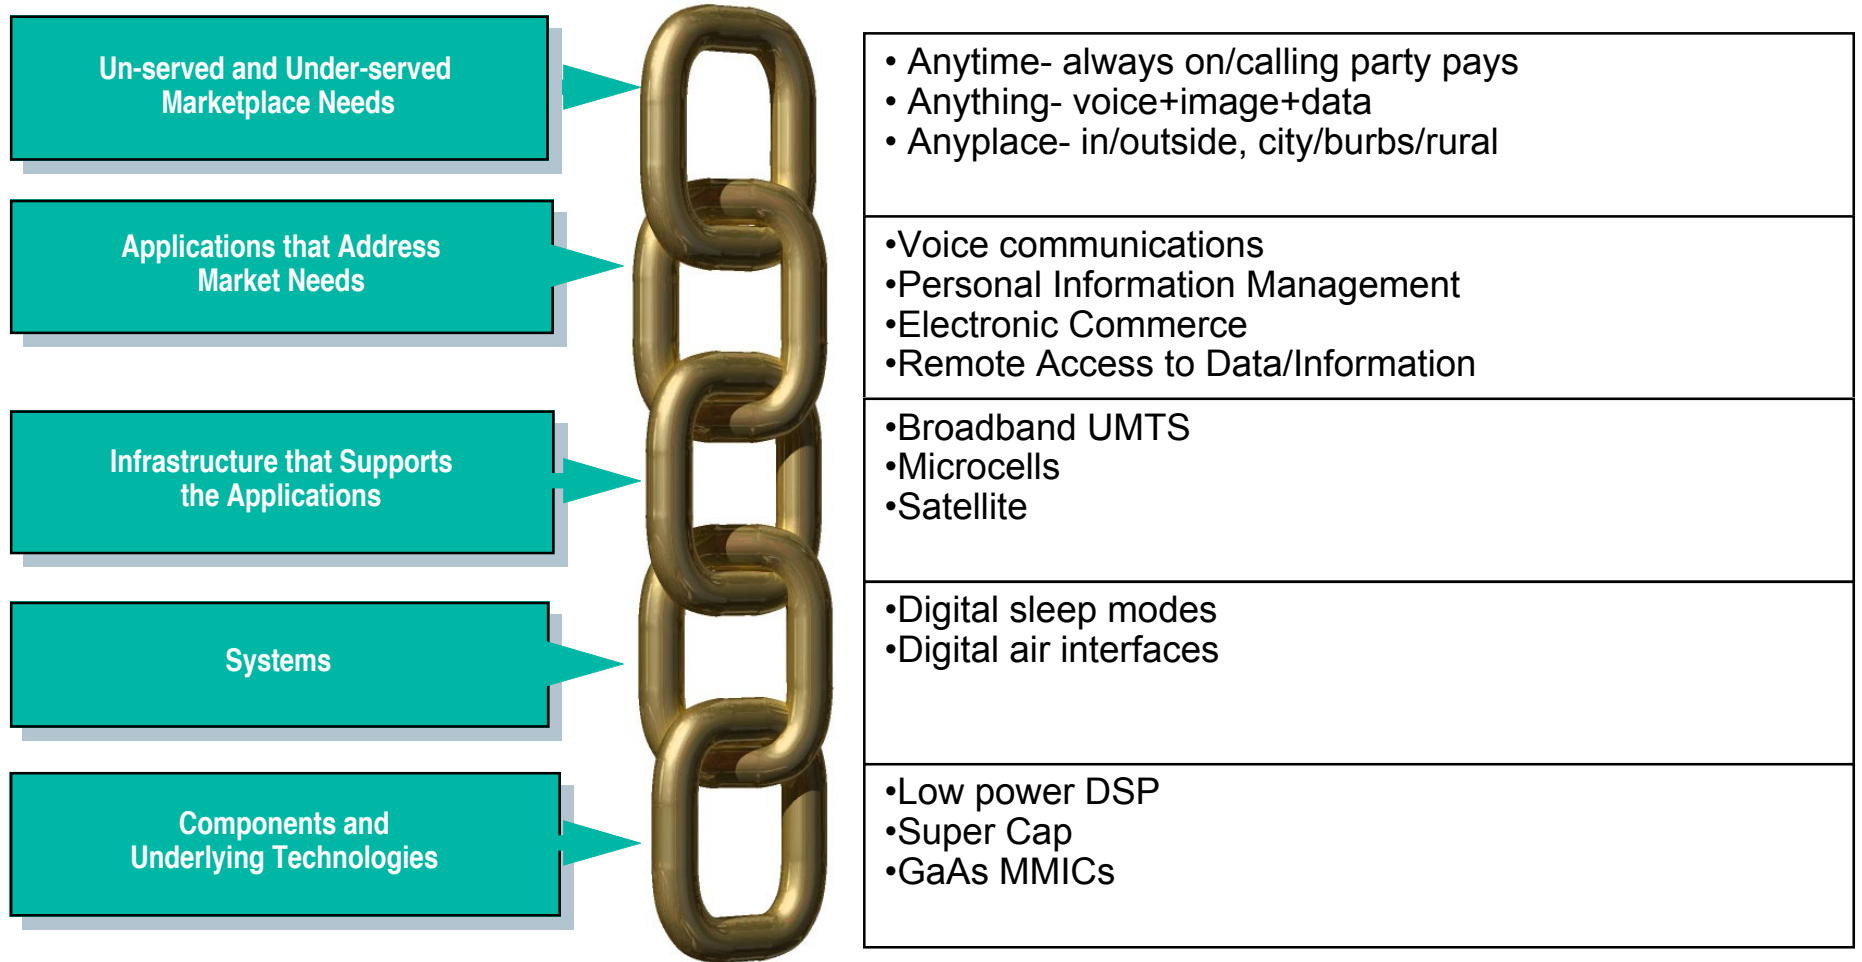 Un-served and Under-served
Marketplace Needs
• Anytime- always on/calling party pays
• Anything- voice+image+data
• Anyplace- in/outside, city/burbs/rural
Applications that Address
Market Needs
•Voice communications
•Personal Information Management
•Electronic Commerce
•Remote Access to Data/Information
Infrastructure that Supports
the Applications
•Broadband UMTS
•Microcells
•Satellite
Systems
•Digital sleep modes
•Digital air interfaces
Components and
Underlying Technologies
•Low power DSP
•Super Cap
•GaAs MMICs